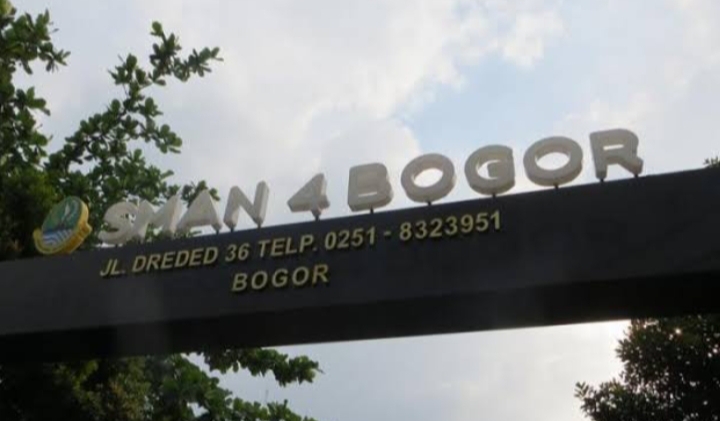 SMAN 4 BOGOR
JL. DREDED 36 TELP. 0251 - 8323951
BOGOR